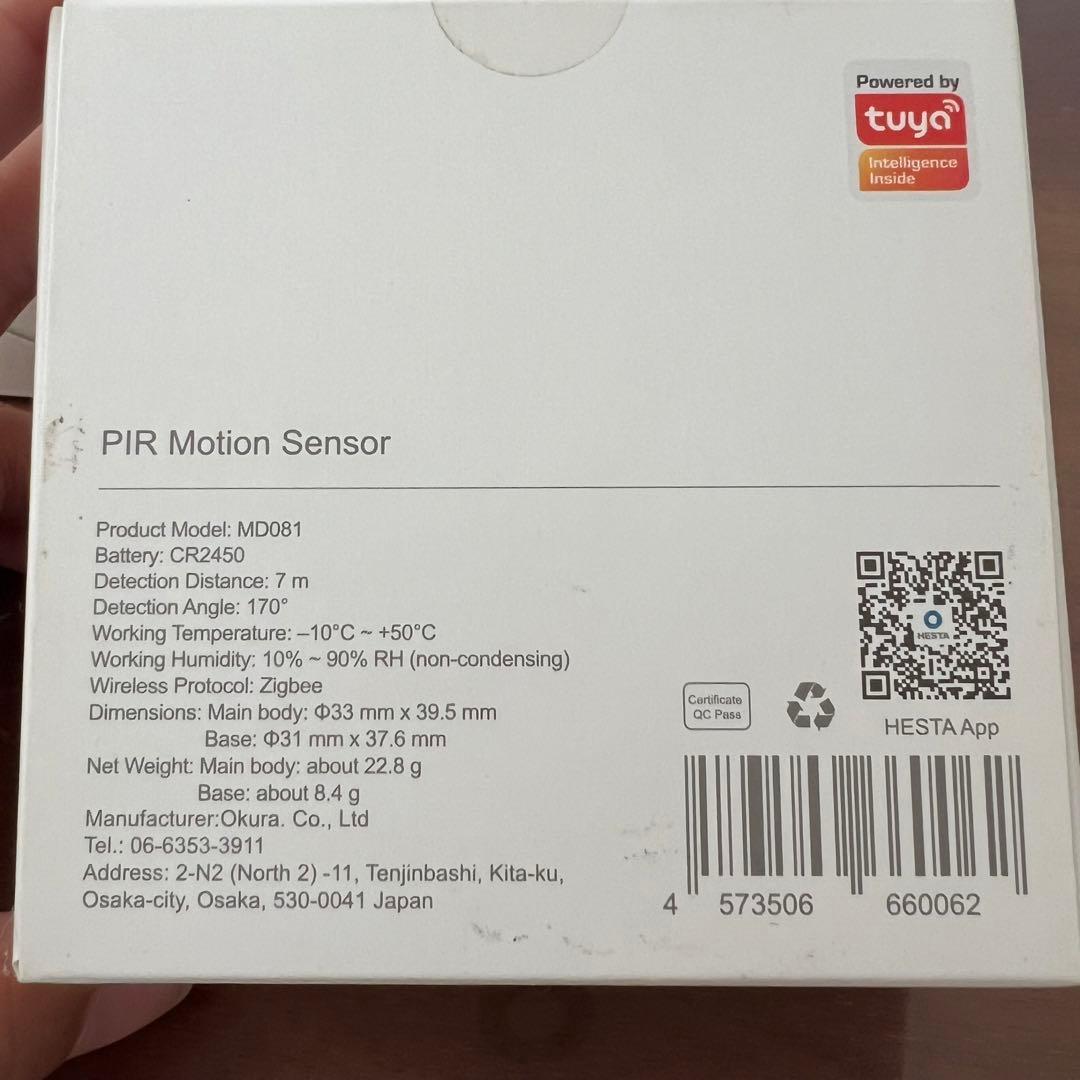 Powered by
tuya
Intelligence
Inside
PIR Motion Sensor
Product Model: MD081
Battery: CR2450
Detection Distance: 7 m
Detection Angle: 170°
Working Temperature: –10°C ~ +50°C
Working Humidity: 10% ~ 90% RH (non-condensing)
Wireless Protocol: Zigbee
Dimensions: Main body: Φ33 mm x 39.5 mm
Base: Φ31 mm x 37.6 mm
Net Weight: Main body: about 22.8 g
Base: about 8.4 g
Manufacturer:Okura. Co., Ltd
Tel.: 06-6353-3911
Address: 2-N2 (North 2) -11, Tenjinbashi, Kita-ku,
Osaka-city, Osaka, 530-0041 Japan
Certificate
QC Pass
HESTA
HESTA App
4 573506 660062